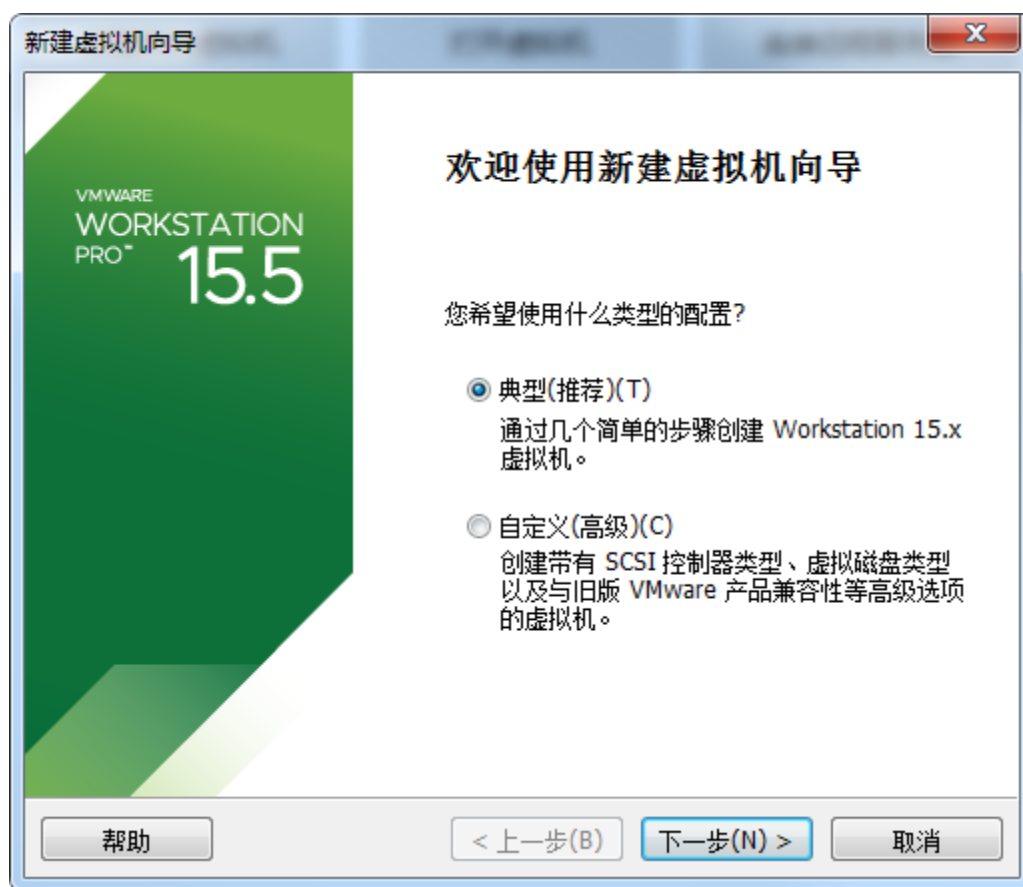 新建虚拟机向导
VMWARE
WORKSTATION
PRO™
15.5
欢迎使用新建虚拟机向导
您希望使用什么类型的配置?
典型(推荐)(T)
通过几个简单的步骤创建 Workstation 15.x
虚拟机。
自定义(高级)(C)
创建带有 SCSI 控制器类型、虚拟磁盘类型
以及与旧版 VMware 产品兼容性等高级选项
的虚拟机。
帮助
< 上一步(B)
下一步(N) >
取消